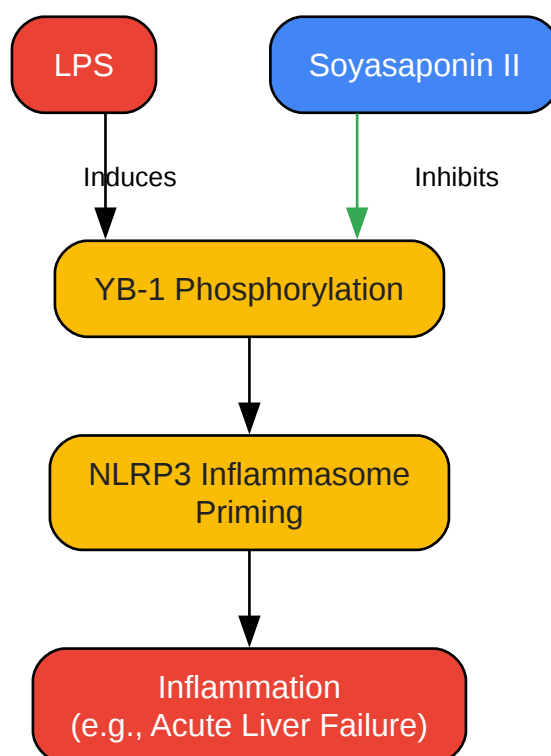 LPS
Soyasaponin II
Induces
Inhibits
YB-1 Phosphorylation
NLRP3 Inflammasome
Priming
Inflammation
(e.g., Acute Liver Failure)